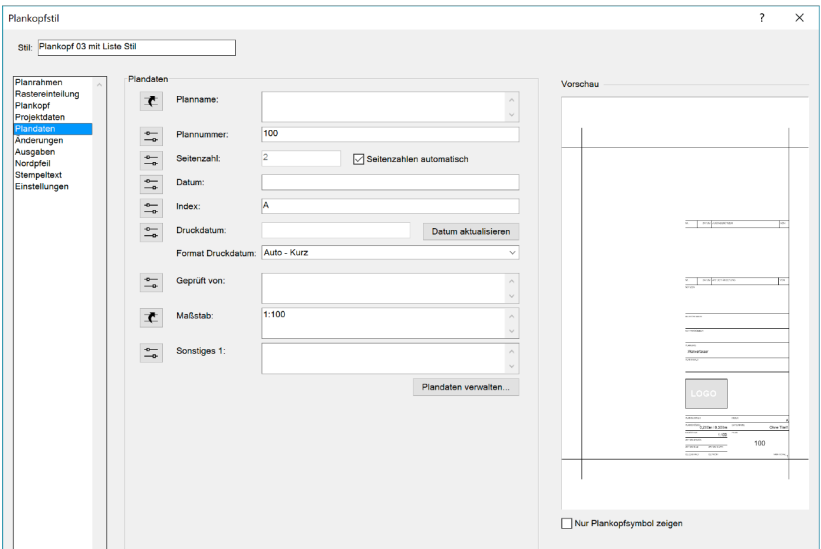 Plankopfstil
? ×
Stil: Plankopf 03 mit Liste Stil
Planrahmen
Rastereinteilung
Plankopf
Projektdaten
Plandaten
Änderungen
Ausgaben
Nordpfeil
Stempeltext
Einstellungen
Plandaten
Planname:
Plannummer: 100
Seitenzahl: 2 Seitenzahlen automatisch
Datum:
Index: A
Druckdatum: Datum aktualisieren
Format Druckdatum: Auto - Kurz
Geprüft von:
Maßstab: 1:100
Sonstiges 1:
Plandaten verwalten...
Vorschau
LOGO
1:100
100
Nur Plankopfsymbol zeigen